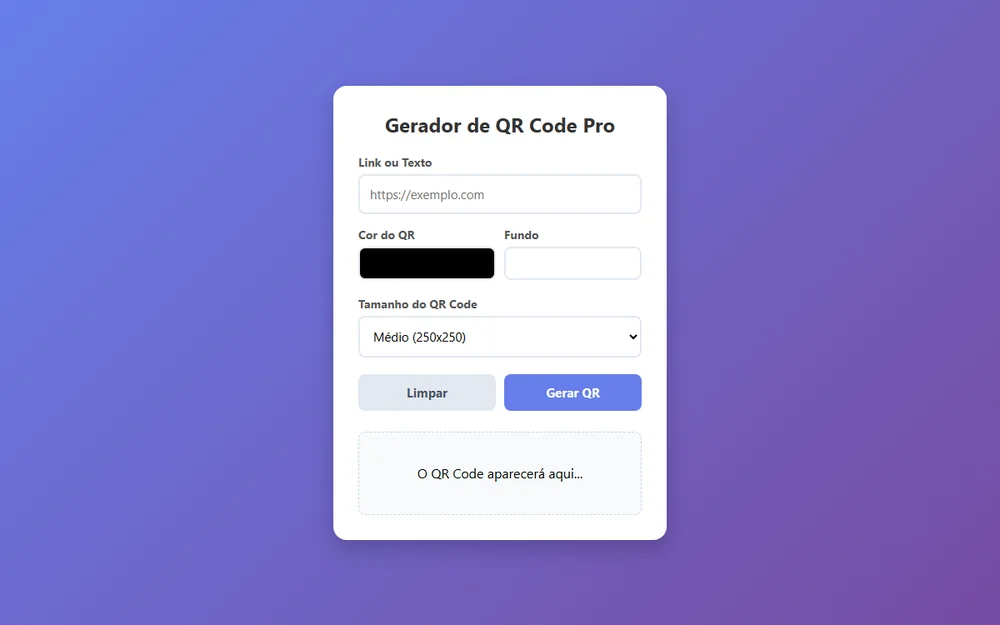 Gerador de QR Code Pro
Link ou Texto
https://exemplo.com
Cor do QR Fundo
Tamanho do QR Code
Médio (250x250)
Limpar Gerar QR
O QR Code aparecerá aqui...